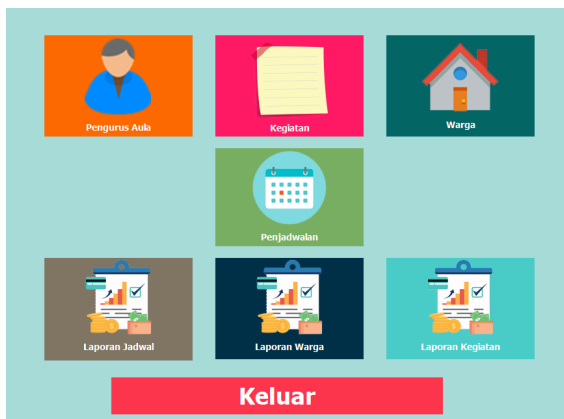 Pengurus Aula
Kegiatan
Warga
Penjadwalan
Laporan Jadwal
Laporan Warga
Laporan Kegiatan
Keluar